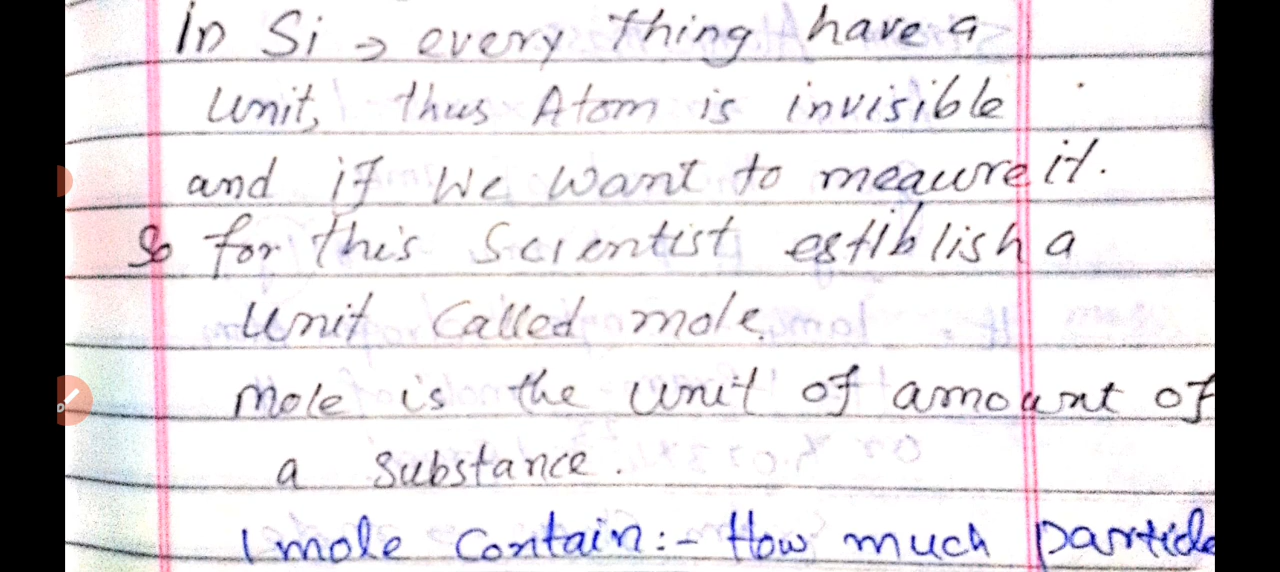 In Si → every thing have a
Unit, thus Atom is invisible
and if We want to meaure it.
So for this Scientist estiblish a
Unit Called mole.
Mole is the unit of amount of
a Substance.
1 mole Contain:- How much particle